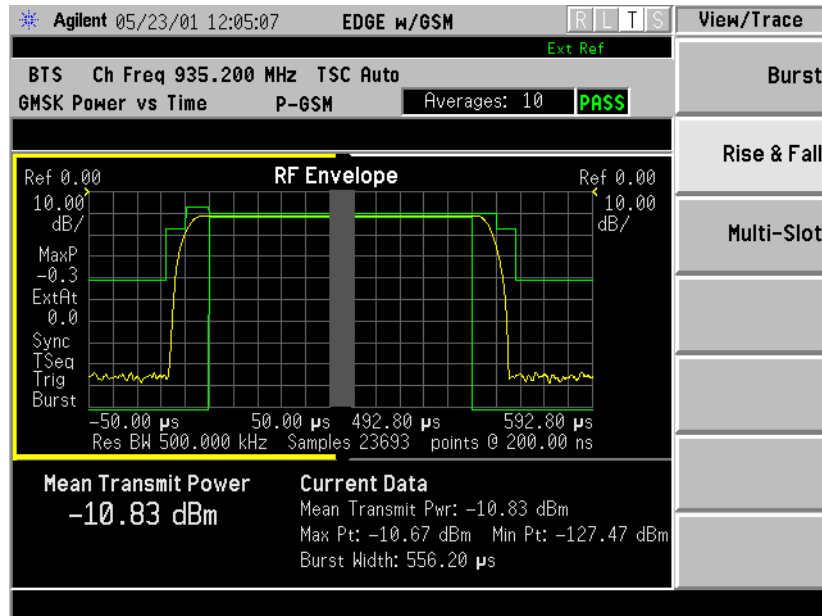 Agilent 05/23/01 12:05:07 EDGE w/GSM R L T S View/Trace
Ext Ref
BTS Ch Freq 935.200 MHz TSC Auto
GMSK Power vs Time P-GSM Averages: 10 PASS
Burst
Rise & Fall
Multi-Slot
Ref 0.00 RF Envelope Ref 0.00
10.00 10.00
dB/ dB/
MaxP
-0.3
ExtAt
0.0
Sync
TSeq
Trig
Burst
-50.00 µs 50.00 µs 492.80 µs 592.80 µs
Res BW 500.000 kHz Samples 23693 points @ 200.00 ns
Mean Transmit Power
-10.83 dBm
Current Data
Mean Transmit Pwr: -10.83 dBm
Max Pt: -10.67 dBm Min Pt: -127.47 dBm
Burst Width: 556.20 µs